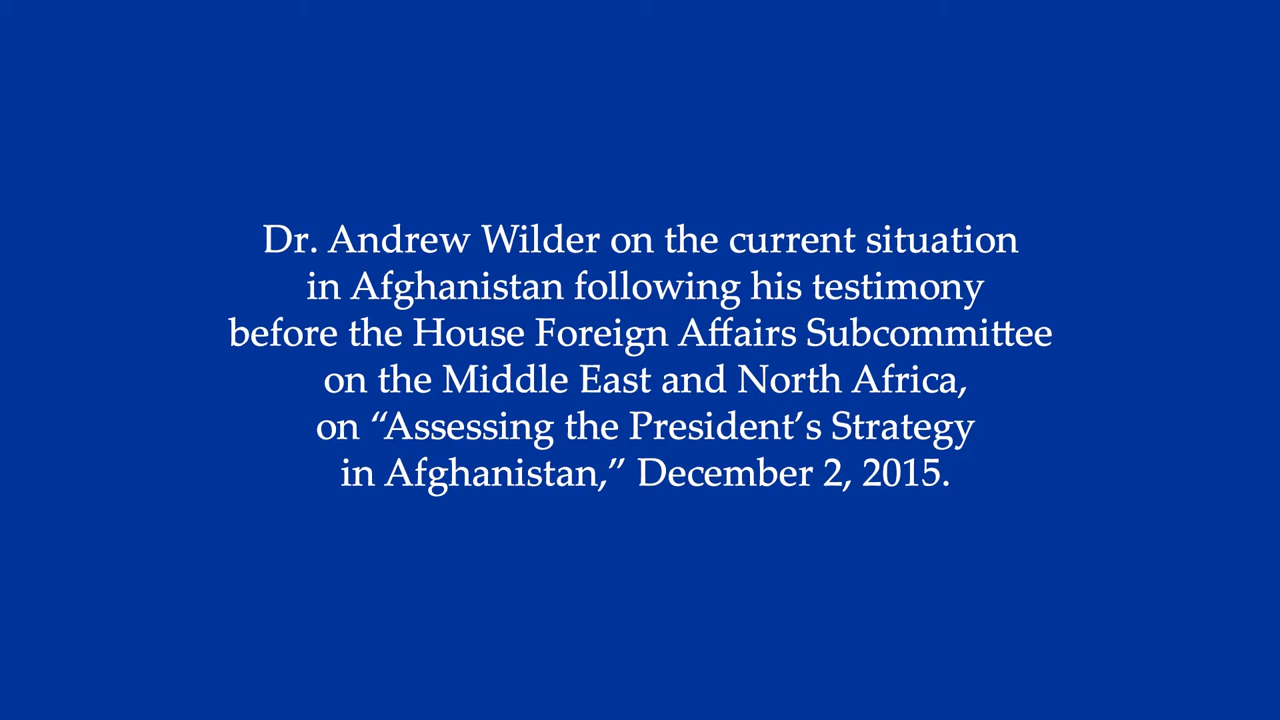 Dr. Andrew Wilder on the current situation
in Afghanistan following his testimony
before the House Foreign Affairs Subcommittee
on the Middle East and North Africa,
on “Assessing the President’s Strategy
in Afghanistan,” December 2, 2015.